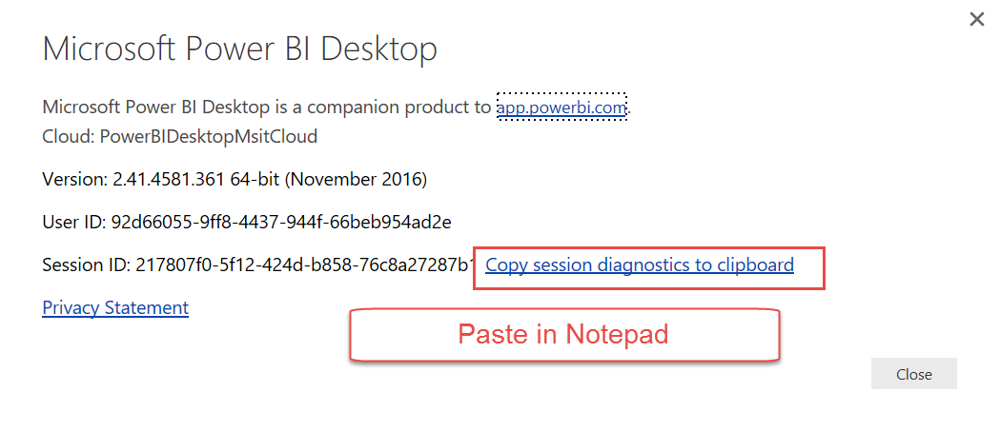 Microsoft Power BI Desktop
Microsoft Power BI Desktop is a companion product to app.powerbi.com.
Cloud: PowerBIDesktopMsitCloud
Version: 2.41.4581.361 64-bit (November 2016)
User ID: 92d66055-9ff8-4437-944f-66beb954ad2e
Session ID: 217807f0-5f12-424d-b858-76c8a27287b1 Copy session diagnostics to clipboard
Privacy Statement
Paste in Notepad
Close